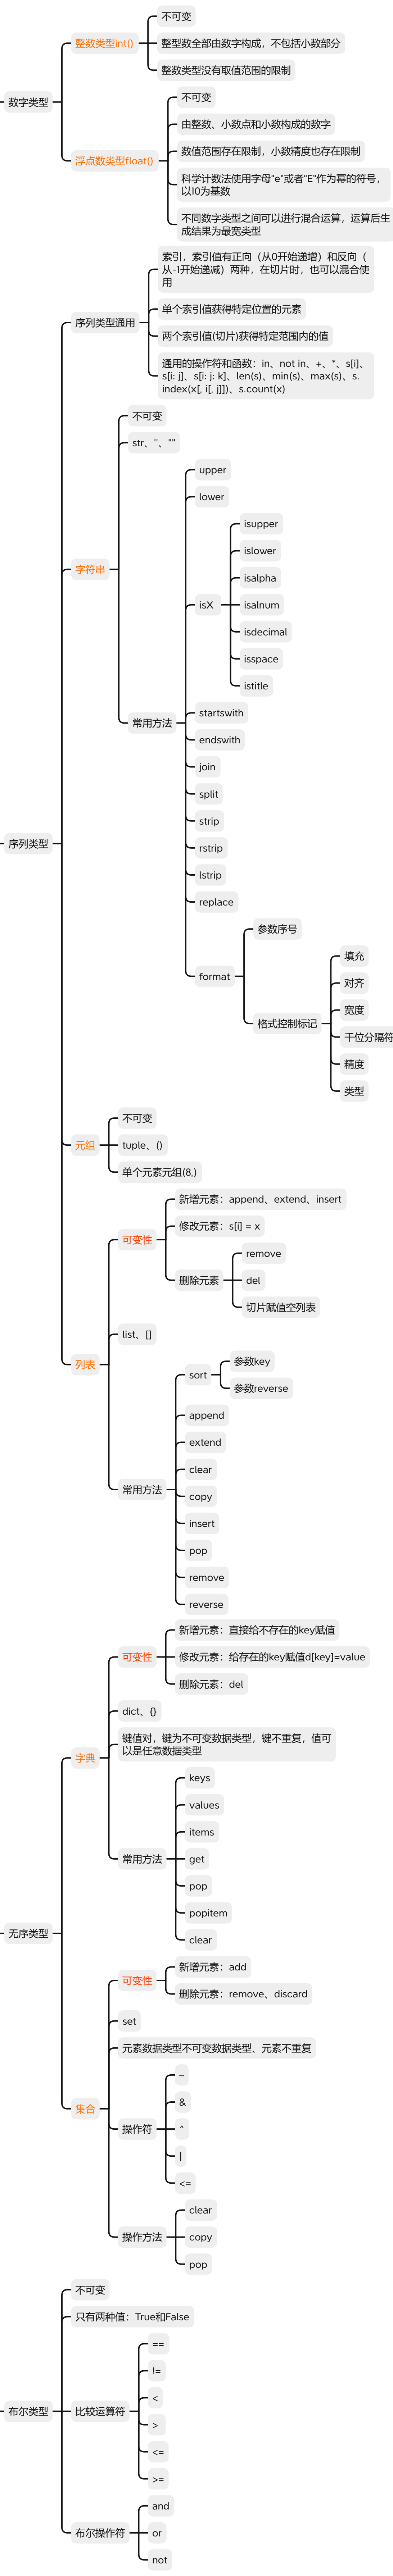 数字类型
整数类型int()
不可变
整型数全部由数字构成，不包括小数部分
整数类型没有取值范围的限制
浮点数类型float()
不可变
由整数、小数点和小数构成的数字
数值范围存在限制，小数精度也存在限制
科学计数法使用字母"e"或者"E"作为幂的符号，
以10为基数
不同数字类型之间可以进行混合运算，运算后生
成结果为最宽类型
序列类型
序列类型通用
索引，索引值有正向（从0开始递增）和反向（
从-1开始递减）两种，在切片时，也可以混合使
用
单个索引值获得特定位置的元素
两个索引值(切片)获得特定范围内的值
通用的操作符和函数：in、not in、+、*、s[i]、
s[i: j]、s[i: j: k]、len(s)、min(s)、max(s)、s.
index(x[, i[, j]])、s.count(x)
字符串
不可变
str、''、""
常用方法
upper
lower
isX
isupper
islower
isalpha
isalnum
isdecimal
isspace
istitle
startswith
endswith
join
split
strip
rstrip
lstrip
replace
format
参数序号
格式控制标记
填充
对齐
宽度
千位分隔符
精度
类型
元组
不可变
tuple、()
单个元素元组(8,)
列表
可变性
新增元素：append、extend、insert
修改元素：s[i] = x
删除元素
remove
del
切片赋值空列表
list、[]
常用方法
sort
参数key
参数reverse
append
extend
clear
copy
insert
pop
remove
reverse
无序类型
字典
可变性
新增元素：直接给不存在的key赋值
修改元素：给存在的key赋值d[key]=value
删除元素：del
dict、{}
键值对，键为不可变数据类型，键不重复，值可
以是任意数据类型
常用方法
keys
values
items
get
pop
popitem
clear
集合
可变性
新增元素：add
删除元素：remove、discard
set
元素数据类型不可变数据类型、元素不重复
操作符
–
&
^
|
<=
操作方法
clear
copy
pop
布尔类型
不可变
只有两种值：True和False
比较运算符
==
!=
<
>
<=
>=
布尔操作符
and
or
not